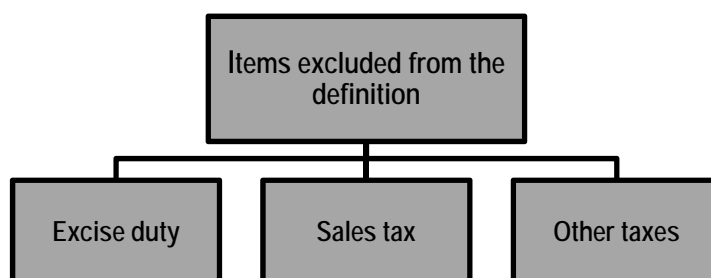 Items excluded from the
definition
Excise duty
Sales tax
Other taxes